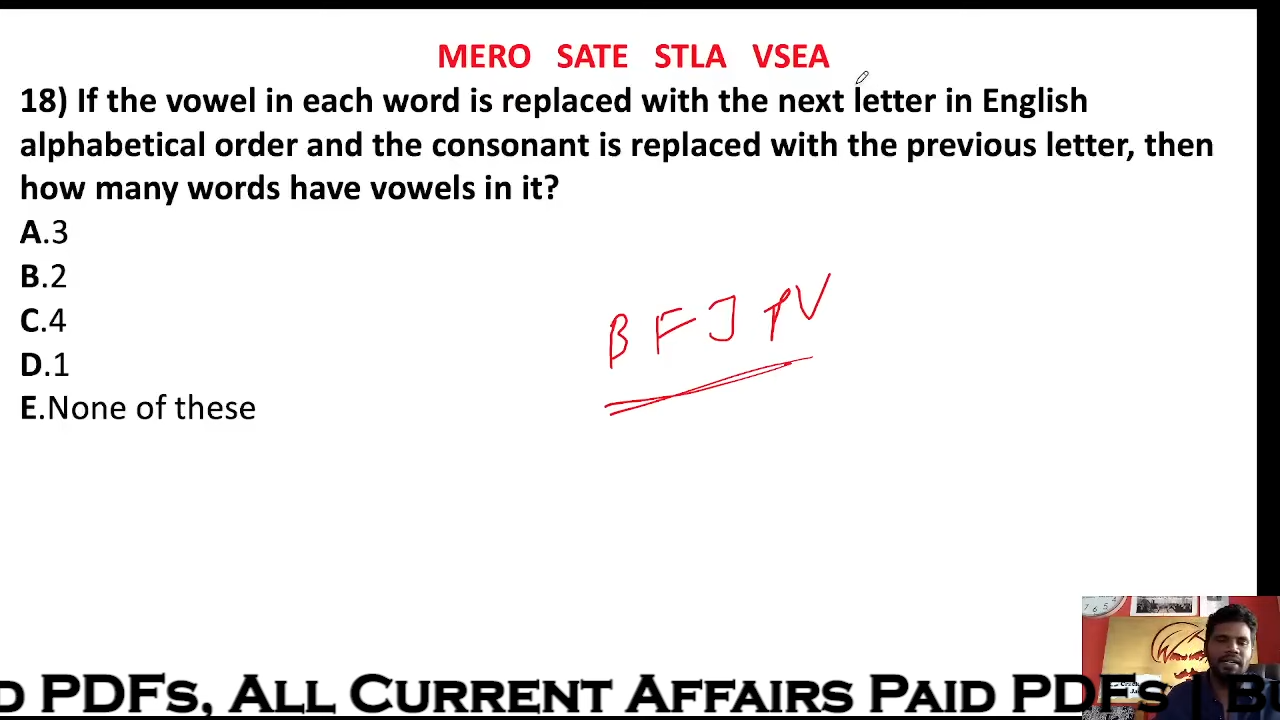 MERO SATE STLA VSEA
18) If the vowel in each word is replaced with the next letter in English
alphabetical order and the consonant is replaced with the previous letter, then
how many words have vowels in it?
A.3
B.2
C.4
D.1
E.None of these
B F J P V
D PDFS, ALL CURRENT AFFAIRS PAID PDFS | BU